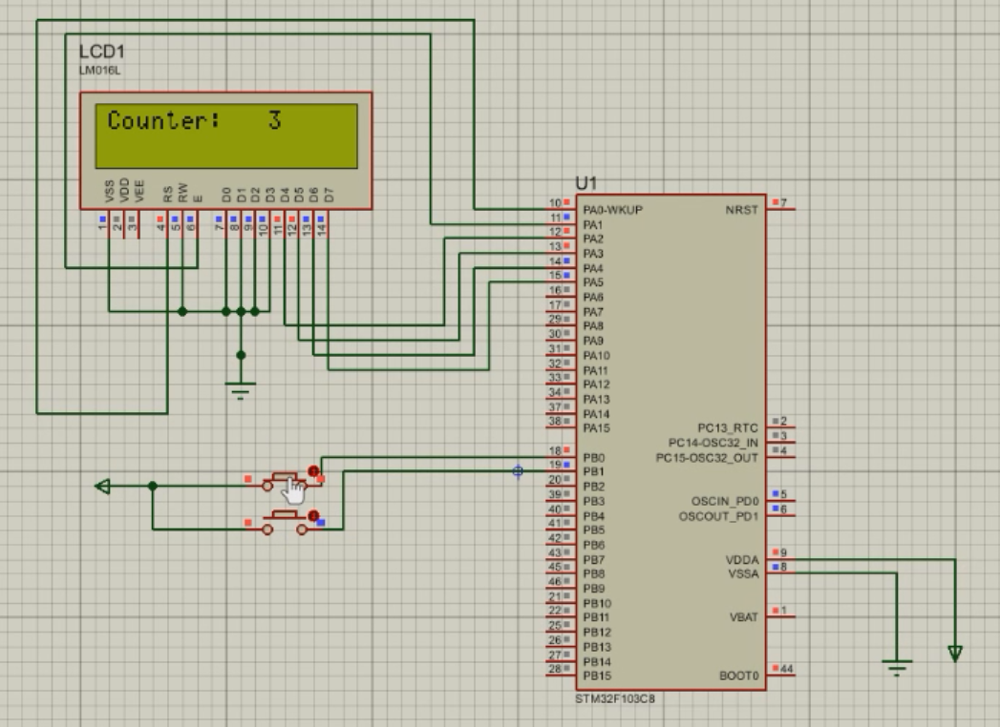 LCD1
LM016L
Counter: 3
VSS VDD VEE RS RW E D0 D1 D2 D3 D4 D5 D6 D7
1 2 3 4 5 6 7 8 9 10 11 12 13 14
U1
10 PA0-WKUP NRST 7
11 PA1
12 PA2
13 PA3
14 PA4
15 PA5
16 PA6
17 PA7
29 PA8
30 PA9
31 PA10
32 PA11
33 PA12
34 PA13
37 PA14
38 PA15 PC13_RTC 2
PC14-OSC32_IN 3
18 PB0 PC15-OSC32_OUT 4
19 PB1
20 PB2
39 PB3 OSCIN_PD0 5
40 PB4 OSCOUT_PD1 6
41 PB5
42 PB6
43 PB7 VDDA 9
45 PB8 VSSA 8
46 PB9
21 PB10
22 PB11 VBAT 1
25 PB12
26 PB13
27 PB14
28 PB15 BOOT0 44
STM32F103C8